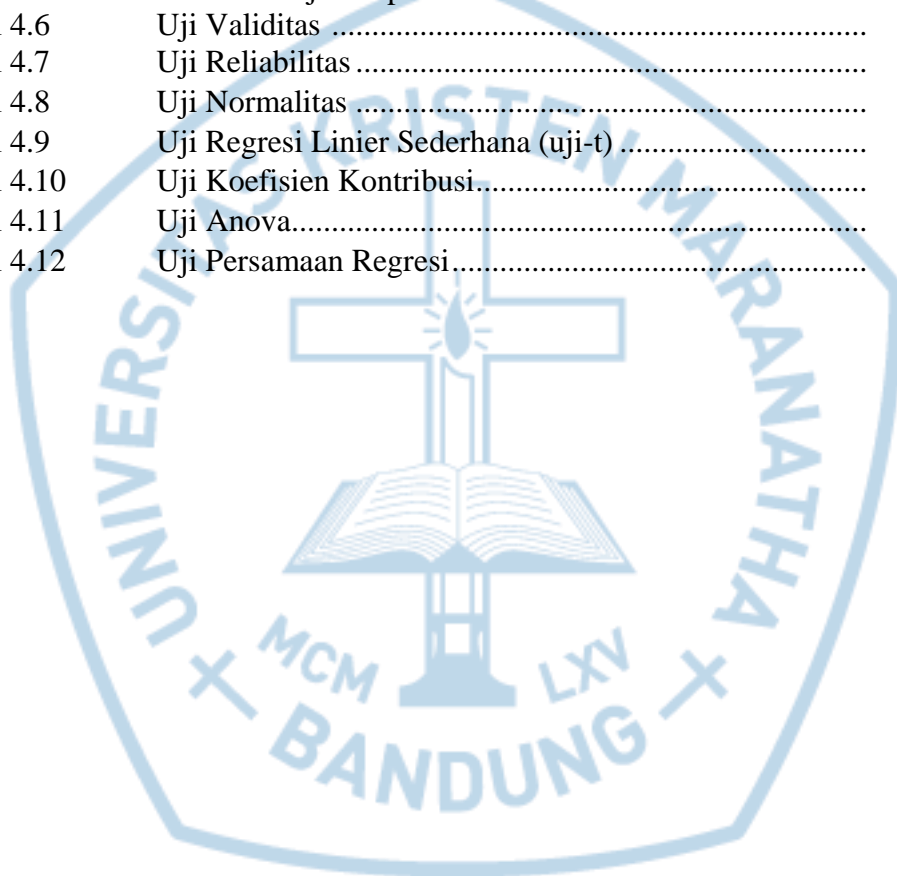 4.6 Uji Validitas ....................................................................
4.7 Uji Reliabilitas ................................................................
4.8 Uji Normalitas ................................................................
4.9 Uji Regresi Linier Sederhana (uji-t) ...............................
4.10 Uji Koefisien Kontribusi.................................................
4.11 Uji Anova........................................................................
4.12 Uji Persamaan Regresi....................................................
UNIVERSITAS KRISTEN MARANATHA
MCM LXV
BANDUNG